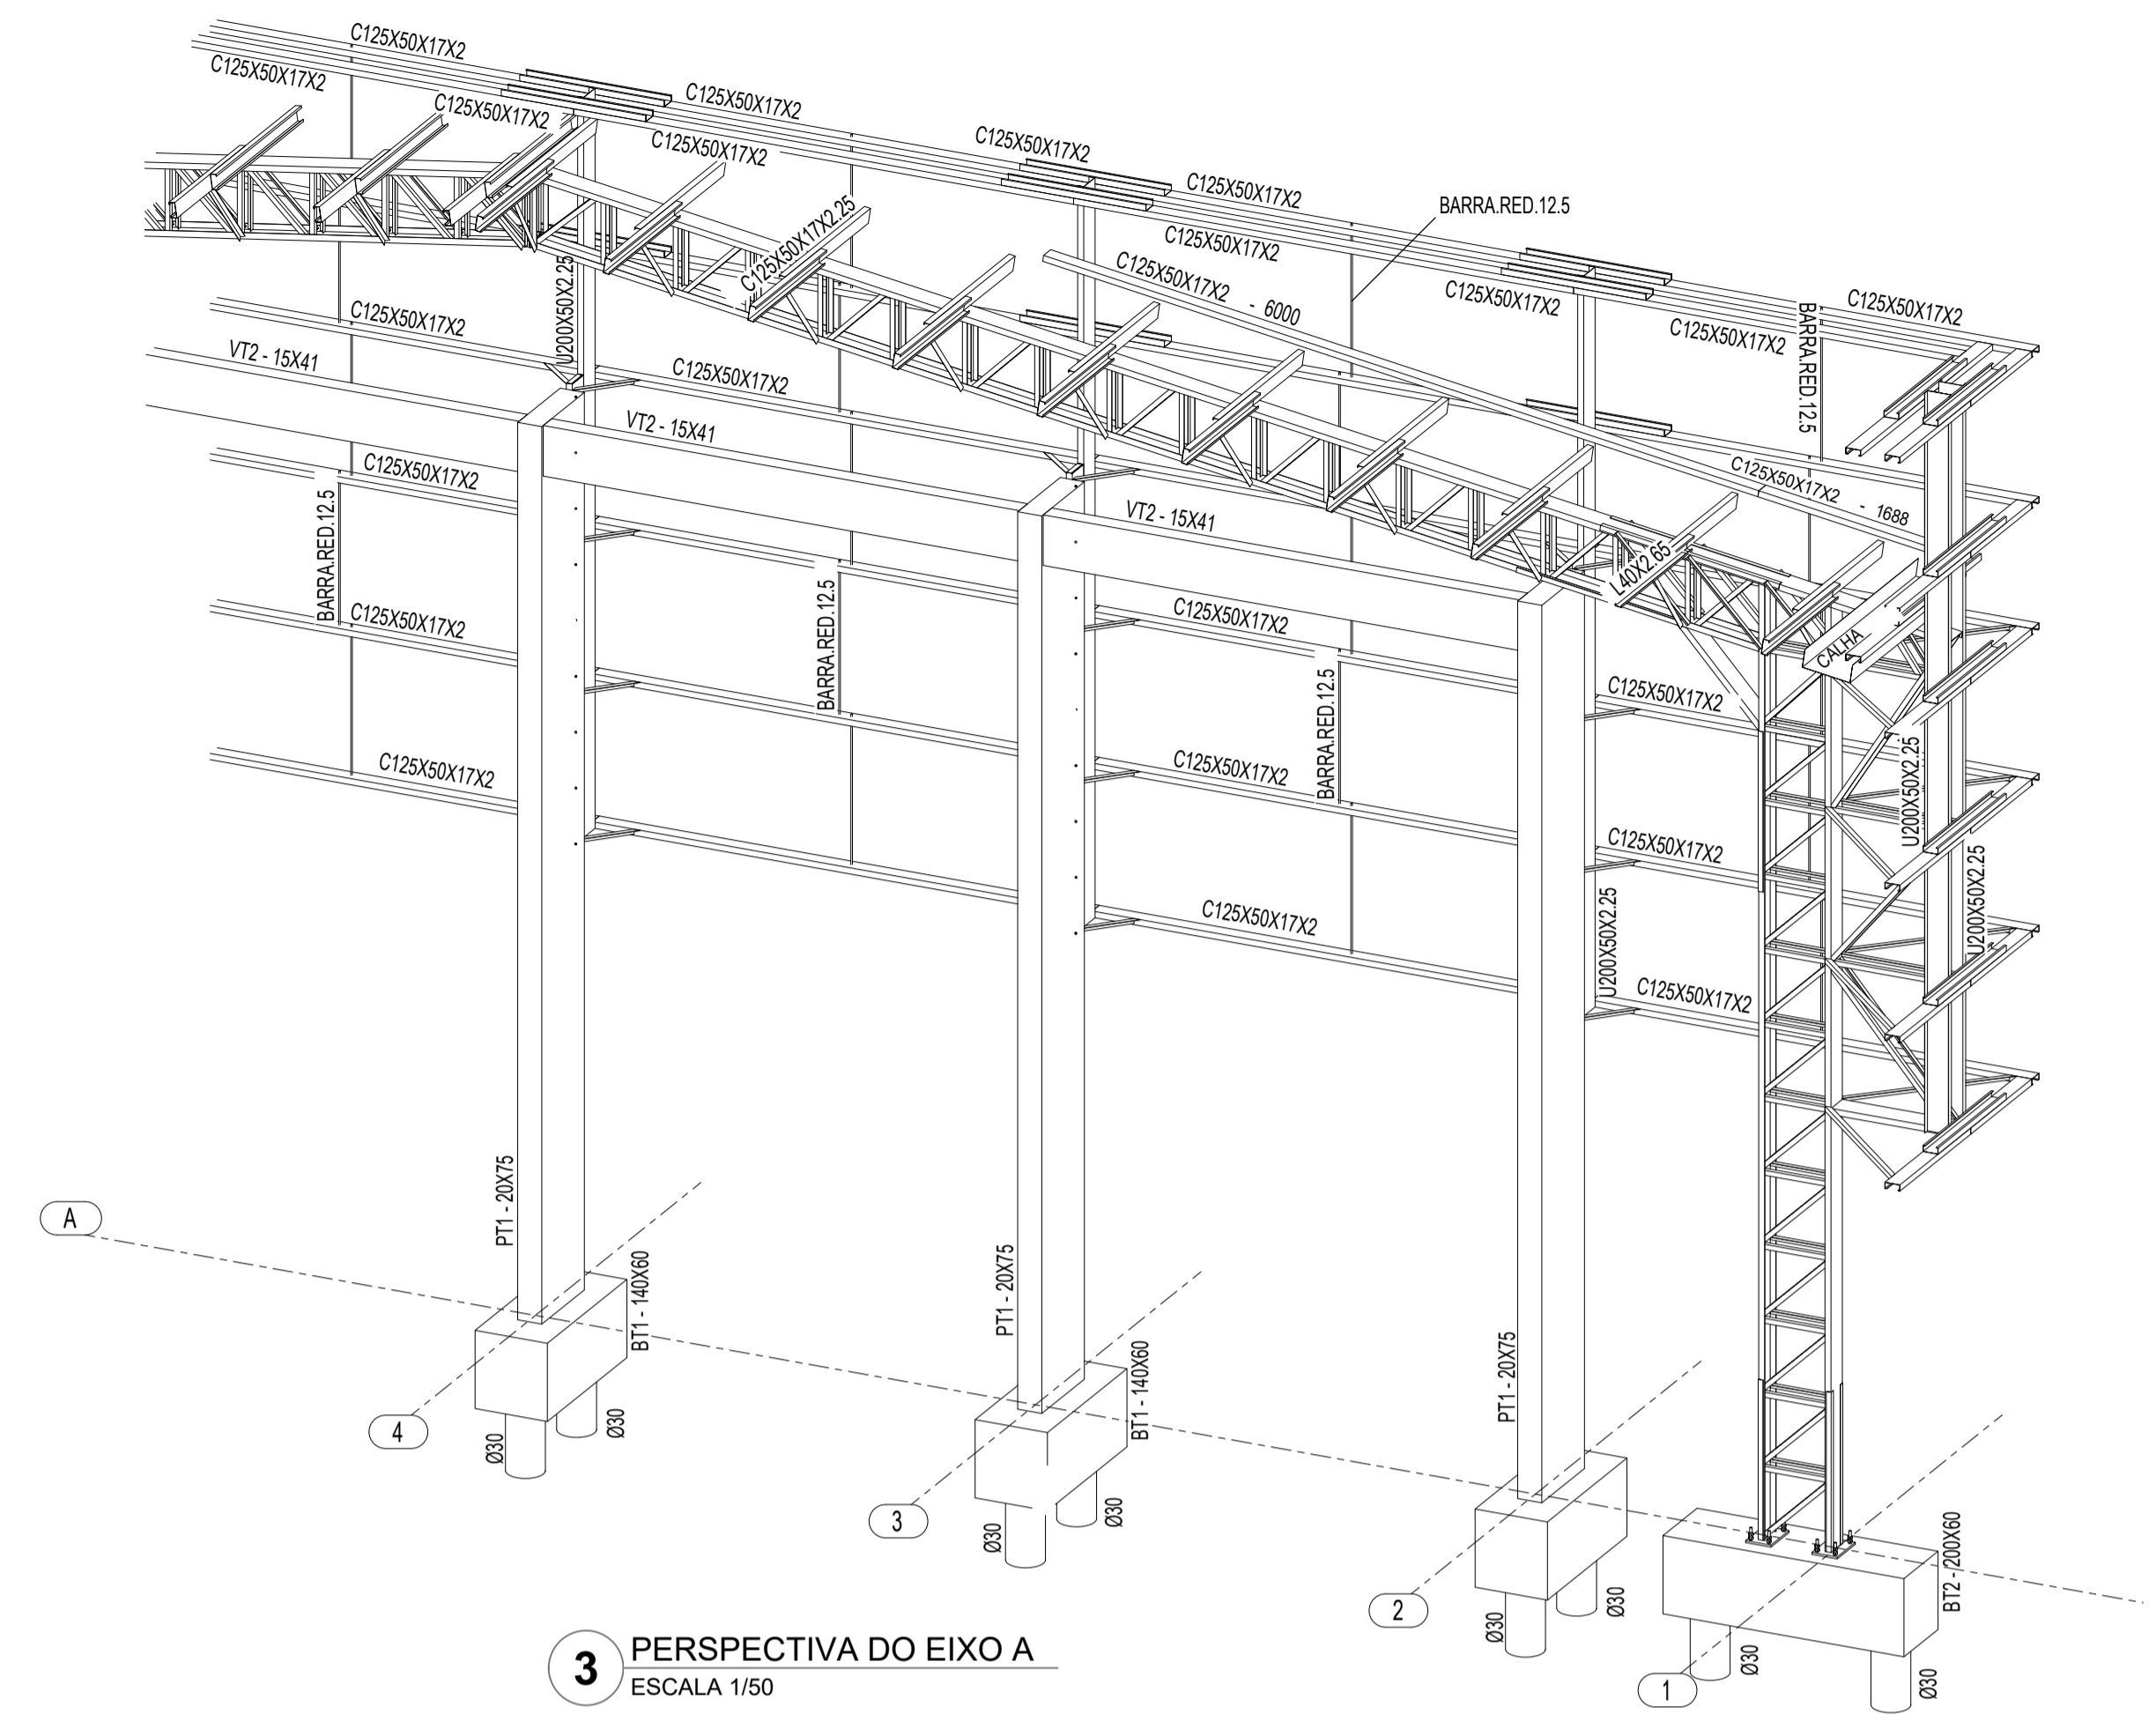 C125X50X17X2
C125X50X17X2
C125X50X17X2
C125X50X17X2
C125X50X17X2
C125X50X17X2
C125X50X17X2
C125X50X17X2
C125X50X17X2
C125X50X17X2
C125X50X17X2
BARRA.RED.12.5
BARRA.RED.12.5
C125X50X17X2.25
C125X50X17X2 - 6000
C125X50X17X2 - 1688
U200X50X2.25
C125X50X17X2
VT2 - 15X41
C125X50X17X2
VT2 - 15X41
VT2 - 15X41
C125X50X17X2
BARRA.RED.12.5
BARRA.RED.12.5
BARRA.RED.12.5
L40X2.65
CALHA
C125X50X17X2
C125X50X17X2
C125X50X17X2
C125X50X17X2
C125X50X17X2
C125X50X17X2
C125X50X17X2
C125X50X17X2
U200X50X2.25
U200X50X2.25
U200X50X2.25
C125X50X17X2
PT1 - 20X75
PT1 - 20X75
PT1 - 20X75
A
BT1 - 140X60
BT1 - 140X60
BT2 - 200X60
4
Ø30
Ø30
3
Ø30
Ø30
2
Ø30
Ø30
1
Ø30
Ø30
3
PERSPECTIVA DO EIXO A
ESCALA 1/50